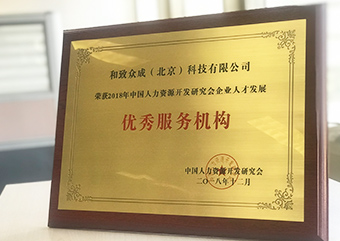 和致众成（北京）科技有限公司
荣获2018年中国人力资源开发研究会企业人才发展
优秀服务机构
中国人力资源开发研究会
二〇一八年十二月